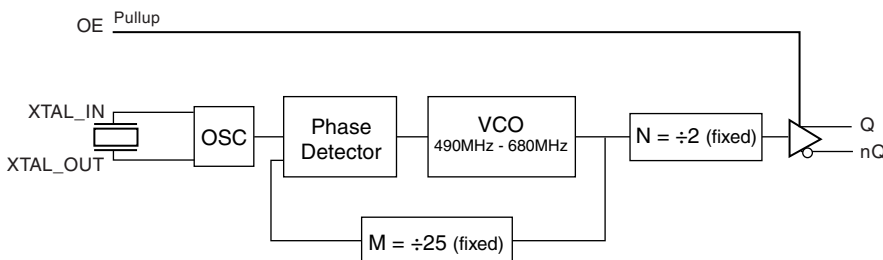 OE Pullup
XTAL_IN
OSC
XTAL_OUT
Phase
Detector
VCO
490MHz - 680MHz
N = ÷2 (fixed)
Q
nQ
M = ÷25 (fixed)